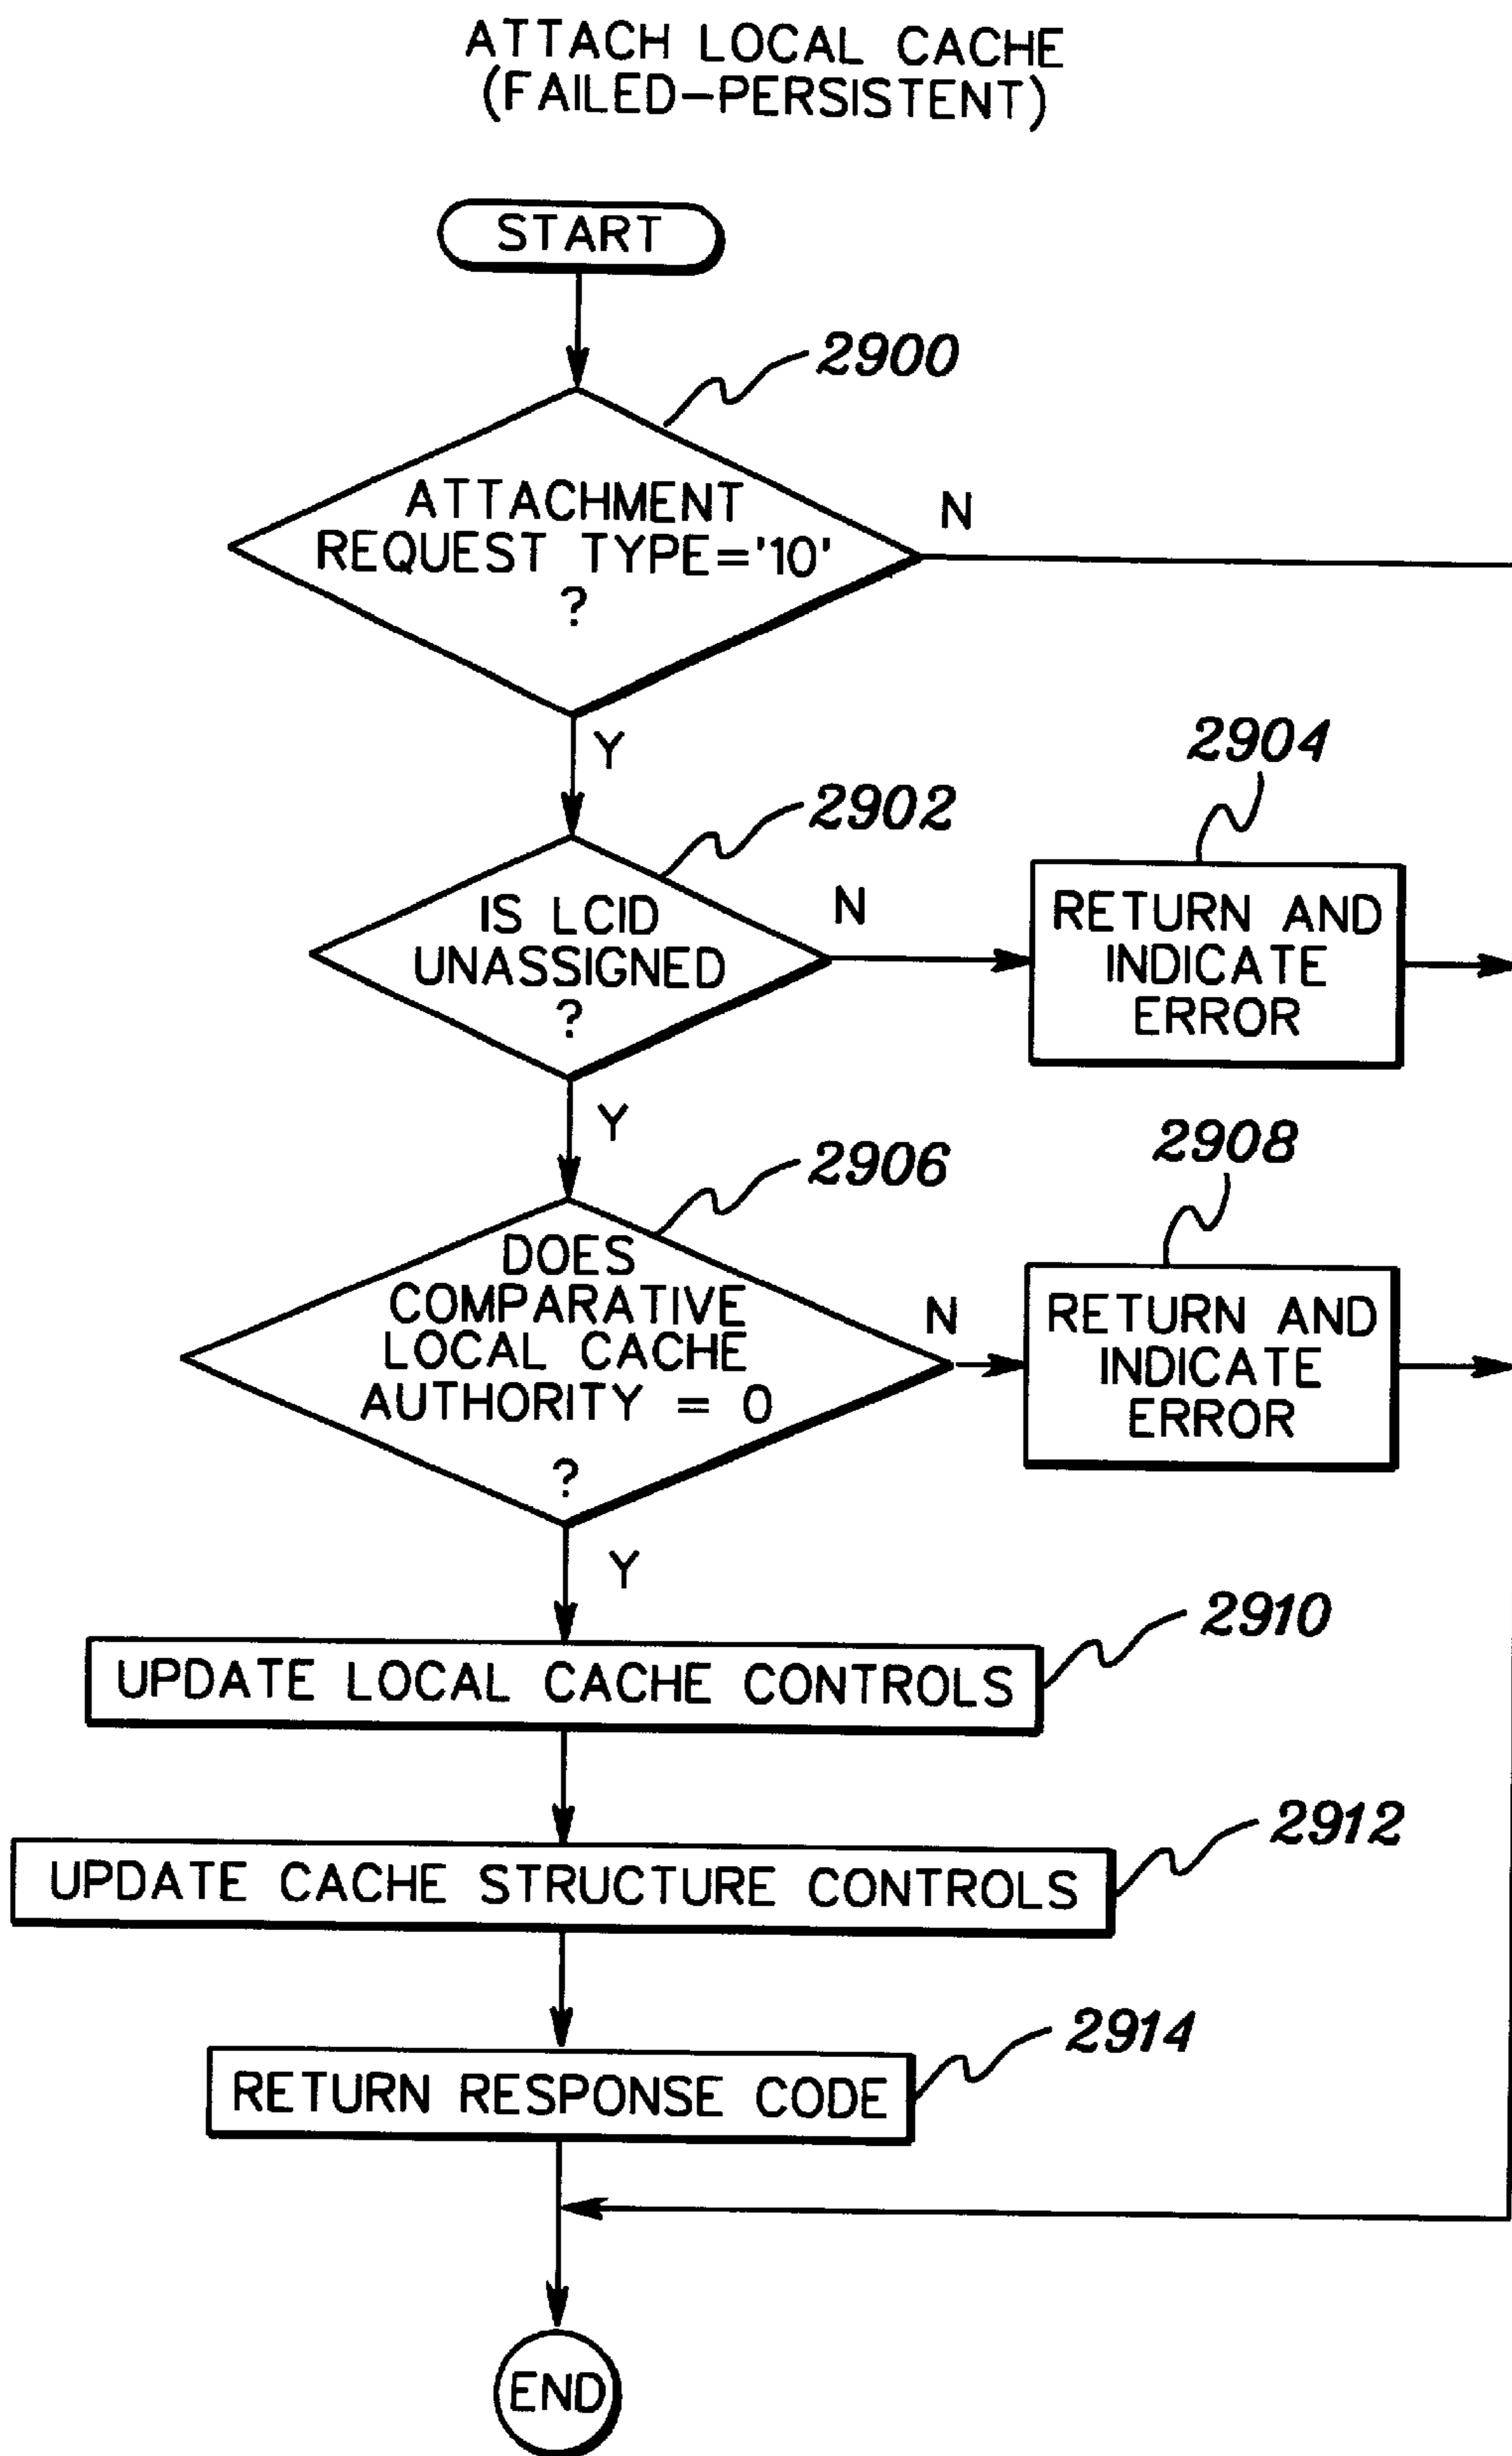 ATTACH LOCAL CACHE
(FAILED-PERSISTENT)
START
2900
ATTACHMENT
REQUEST TYPE='10'
?
N
Y
2902
IS LCID
UNASSIGNED
?
N
2904
RETURN AND
INDICATE
ERROR
Y
2906
DOES
COMPARATIVE
LOCAL CACHE
AUTHORITY = 0
?
N
2908
RETURN AND
INDICATE
ERROR
Y
2910
UPDATE LOCAL CACHE CONTROLS
2912
UPDATE CACHE STRUCTURE CONTROLS
2914
RETURN RESPONSE CODE
END